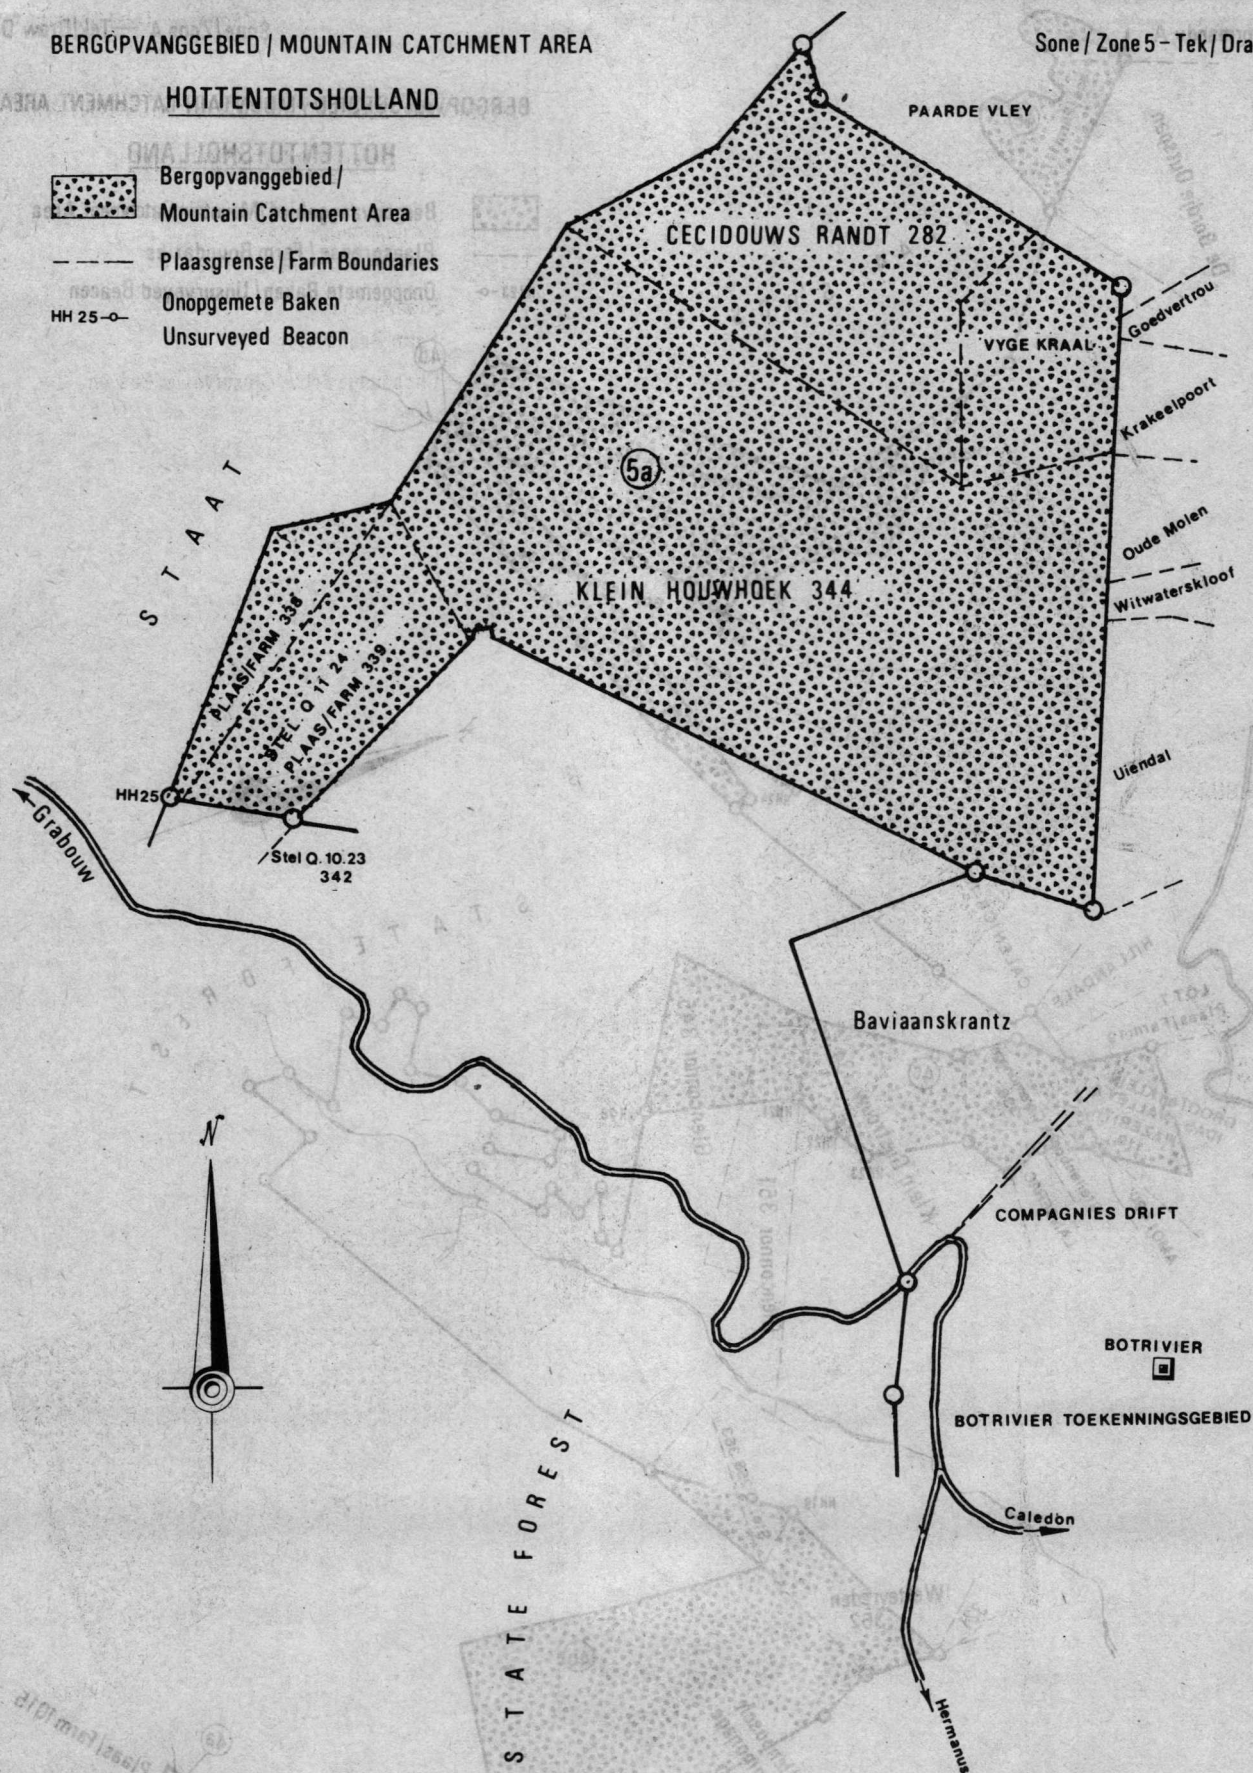 BERGOPVANGGEBIED / MOUNTAIN CATCHMENT AREA
Sone / Zone 5 - Tek / Dra
HOTTENTOTSHOLLAND
Bergopvanggebied /
Mountain Catchment Area
Plaasgrense / Farm Boundaries
HH 25
Onopgemete Baken
Unsurveyed Beacon
PAARDE VLEY
CECIDOUWS RANDT 282
VYGE KRAAL
Goedvertrou
Krakeelpoort
5a
STAAT
Oude Molen
KLEIN HOUWHOEK 344
Witwaterskloof
PLAAS/FARM 338
STEL. Q 11 24
PLAAS/FARM 339
Uiendal
HH25
Grabouw
Stel Q. 10. 23
342
Baviaanskrantz
N
COMPAGNIES DRIFT
BOTRIVIER
BOTRIVIER TOEKENNINGSGEBIED
STATE FOREST
Caledon
Hermanus